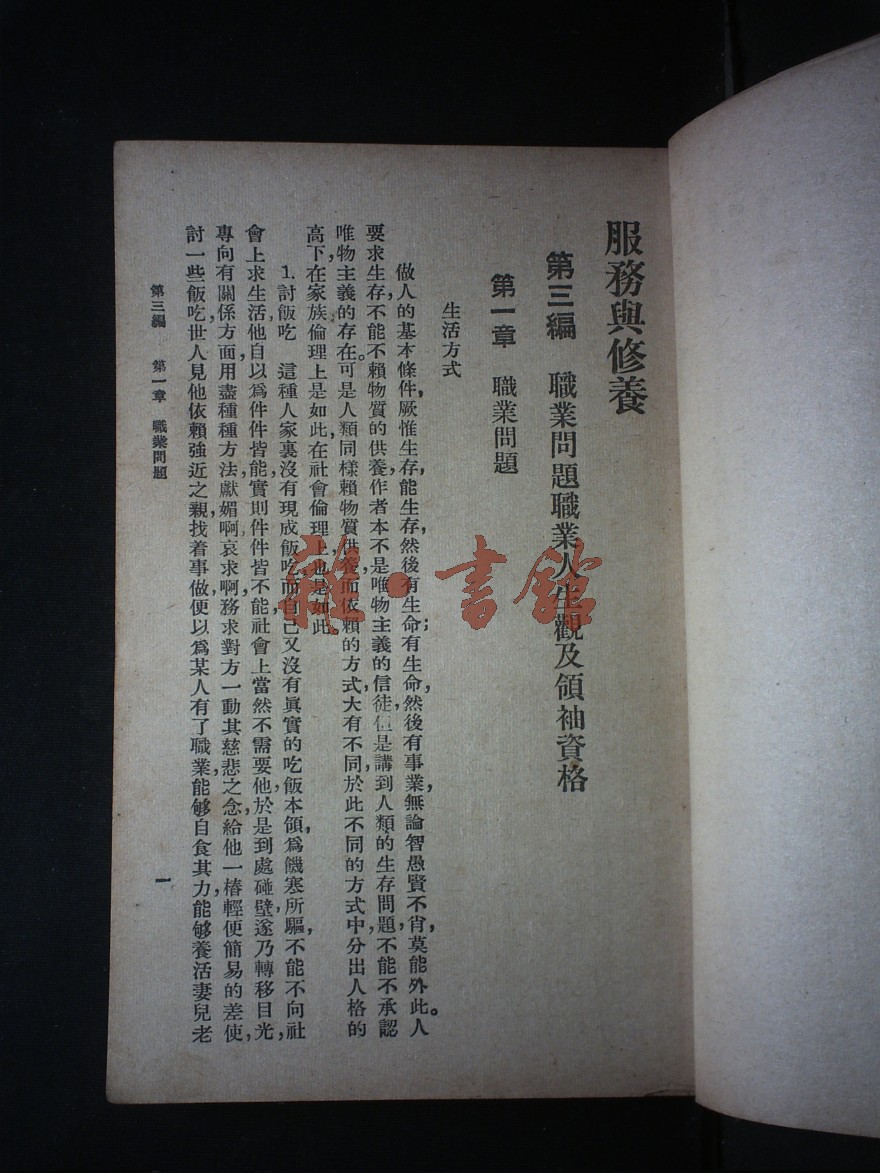 服務與修養
第三編 職業問題職業人生觀及領袖資格
第一章 職業問題
生活方式
做人的基本條件,厥惟生存,能生存,然後有生命;有生命,然後有事業,無論智愚賢不肖,莫能外此。人
要求生存,不能不賴物質的供養,作者本不是唯物主義的信徒,但是講到人類的生存問題,不能不承認
唯物主義的存在。可是人類同樣賴物質供養,而依賴的方式大有不同,於此不同的方式中,分出人格的
高下,在家族倫理上是如此,在社會倫理上也是如此。
1. 討飯吃 這種人家裏沒有現成飯吃,而自己又沒有眞實的吃飯本領,爲饑寒所驅,不能不向社
會上求生活,他自以爲件件皆能,實則件件皆不能,社會上當然不需要他,於是到處碰壁,遂乃轉移目光,
專向有關係方面,用盡種種方法,獻媚啊,哀求啊,務求對方一動其慈悲之念,給他一樁輕便簡易的差使,
討一些飯吃,世人見他依賴強近之親,找着事做,便以爲某人有了職業,能够自食其力,能够養活妻兒老
第三編 第一章 職業問題
一
雜·書館